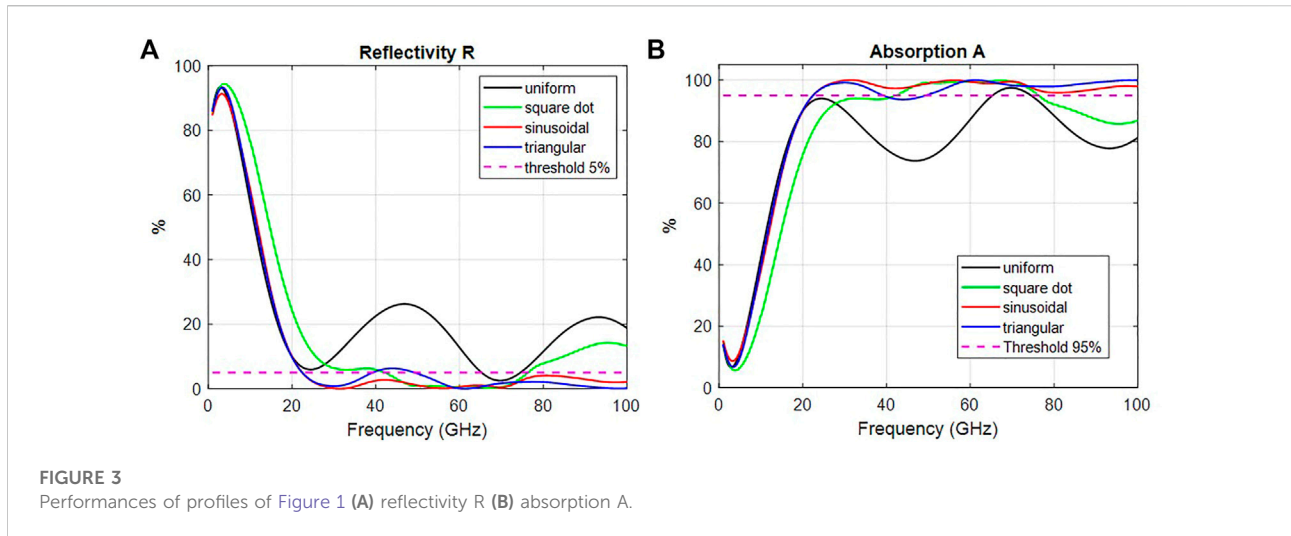 A
Reflectivity R
100
80
60
40
20
0
%
uniform
square dot
sinusoidal
triangular
threshold 5%
0 20 40 60 80 100
Frequency (GHz)
B
Absorption A
100
80
60
40
20
0
%
uniform
square dot
sinusoidal
triangular
Threshold 95%
0 20 40 60 80 100
Frequency (GHz)
FIGURE 3
Performances of profiles of Figure 1 (A) reflectivity R (B) absorption A.